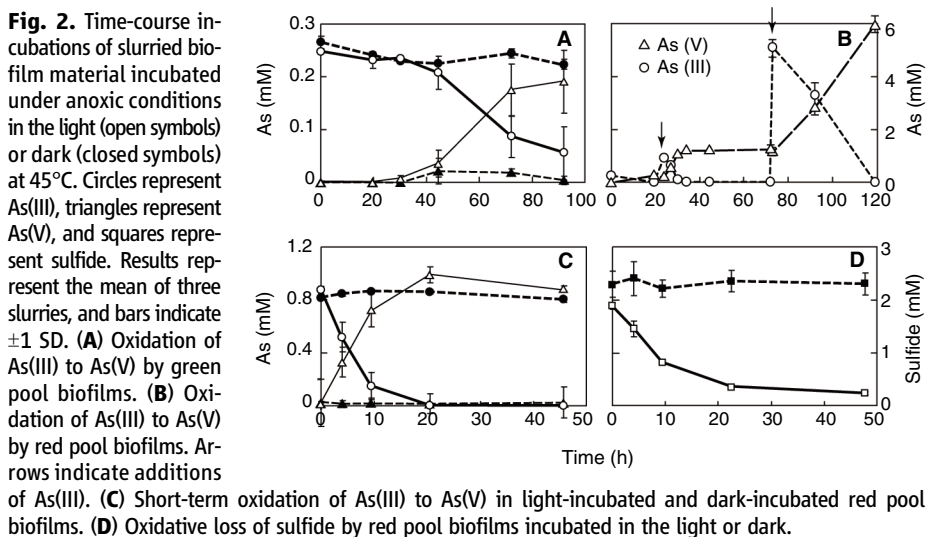 Fig. 2. Time-course in-
cubations of slurried bio-
film material incubated
under anoxic conditions
in the light (open symbols)
or dark (closed symbols)
at 45°C. Circles represent
As(III), triangles represent
As(V), and squares repre-
sent sulfide. Results rep-
resent the mean of three
slurries, and bars indicate
±1 SD. (A) Oxidation of
As(III) to As(V) by green
pool biofilms. (B) Oxi-
dation of As(III) to As(V)
by red pool biofilms. Ar-
rows indicate additions
of As(III). (C) Short-term oxidation of As(III) to As(V) in light-incubated and dark-incubated red pool
biofilms. (D) Oxidative loss of sulfide by red pool biofilms incubated in the light or dark.
A
As (mM)
0.3
0.2
0.1
0
0 20 40 60 80 100
B
As (V)
As (III)
As (mM)
6
4
2
0
0 20 40 60 80 100 120
C
As (mM)
1.2
0.8
0.4
0
0 10 20 30 40 50
D
Sulfide (mM)
3
2
1
0
0 10 20 30 40 50
Time (h)